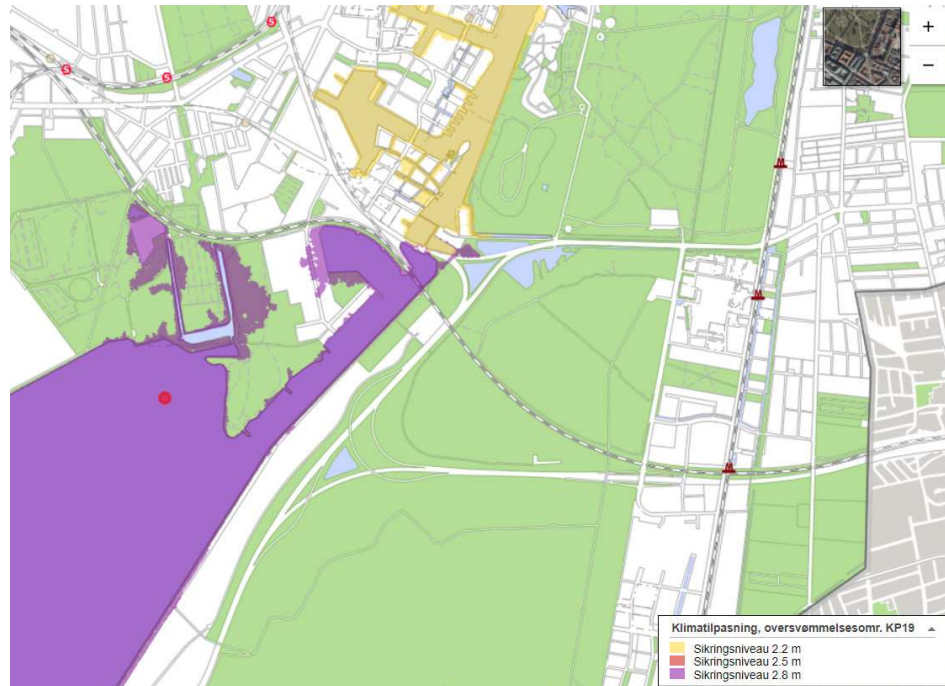 S
S
S
+
−
M
M
M
Klimatilpasning, oversvømmelsesomr. KP19
Sikringsniveau 2.2 m
Sikringsniveau 2.5 m
Sikringsniveau 2.8 m